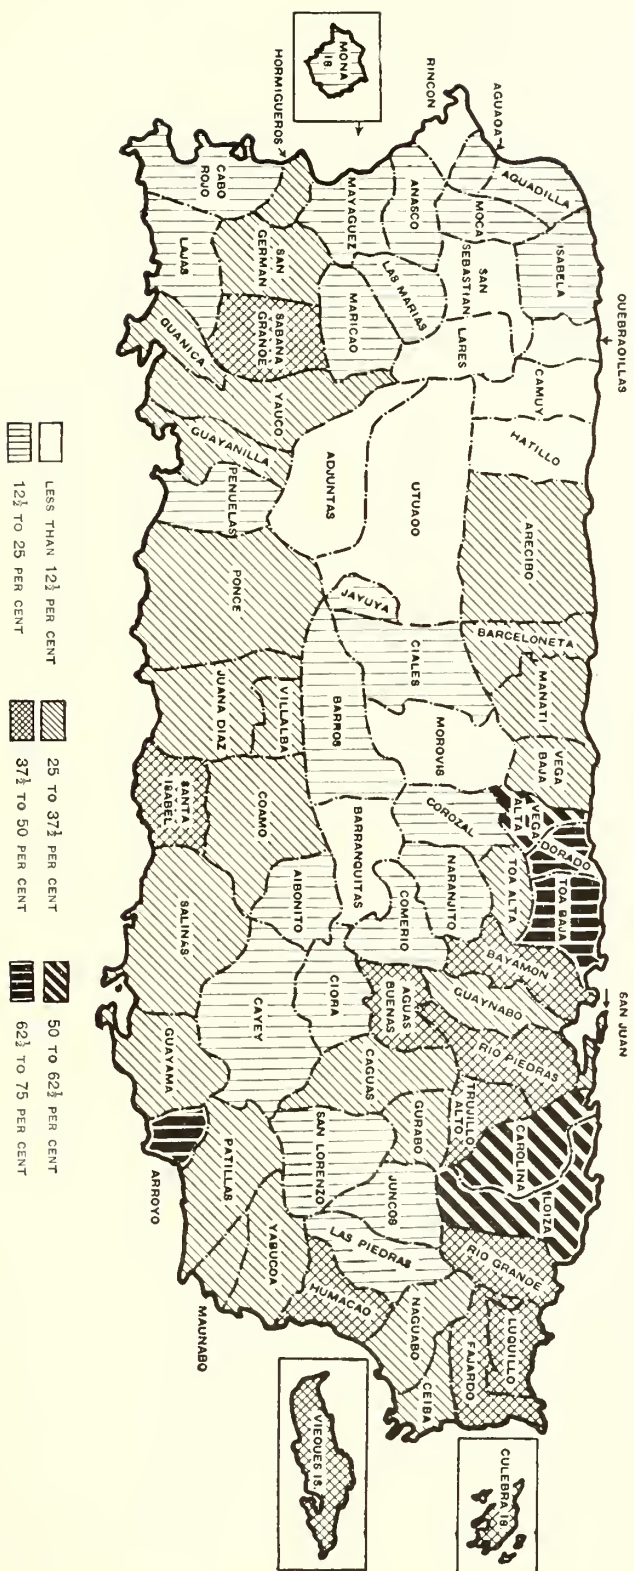 AGUADA
RINCON
MONA
IS.
HORMIGUEROS
AGUADILLA
ISABELA
MOCA
AÑASCO
SAN
SEBASTIAN
MAYAGUEZ
LAS MARIAS
MARICAO
LARES
CABO
ROJO
SAN
GERMAN
SABANA
GRANDE
LAJAS
GUANICA
QUEBRADILLAS
CAMUY
HATILLO
ARECIBO
UTUADO
ADJUNTAS
YAUCO
GUAYANILLA
PEÑUELAS
PONCE
JAYUYA
BARCELONETA
MANATI
CIALES
MOROVIS
VEGA
BAJA
VEGA
ALTA
DORADO
TOA BAJA
TOA ALTA
COROZAL
NARANJITO
BARROS
BARRANQUITAS
COMERIO
VILLALBA
JUANA DIAZ
COAMO
SANTA
ISABEL
AIBONITO
SALINAS
SAN JUAN
BAYAMON
GUAYNABO
RIO PIEDRAS
TRUJILLO
ALTO
CAROLINA
LOIZA
AGUAS
BUENAS
CIDRA
CAYEY
CAGUAS
GURABO
SAN LORENZO
JUNCOS
LAS PIEDRAS
GUAYAMA
ARROYO
PATILLAS
YABUCOA
MAUNABO
HUMACAO
NAGUABO
CEIBA
RIO GRANDE
LUQUILLO
FAJARDO
CULEBRA IS.
VIEQUES IS.
LESS THAN 12½ PER CENT
12½ TO 25 PER CENT
25 TO 37½ PER CENT
37½ TO 50 PER CENT
50 TO 62½ PER CENT
62½ TO 75 PER CENT